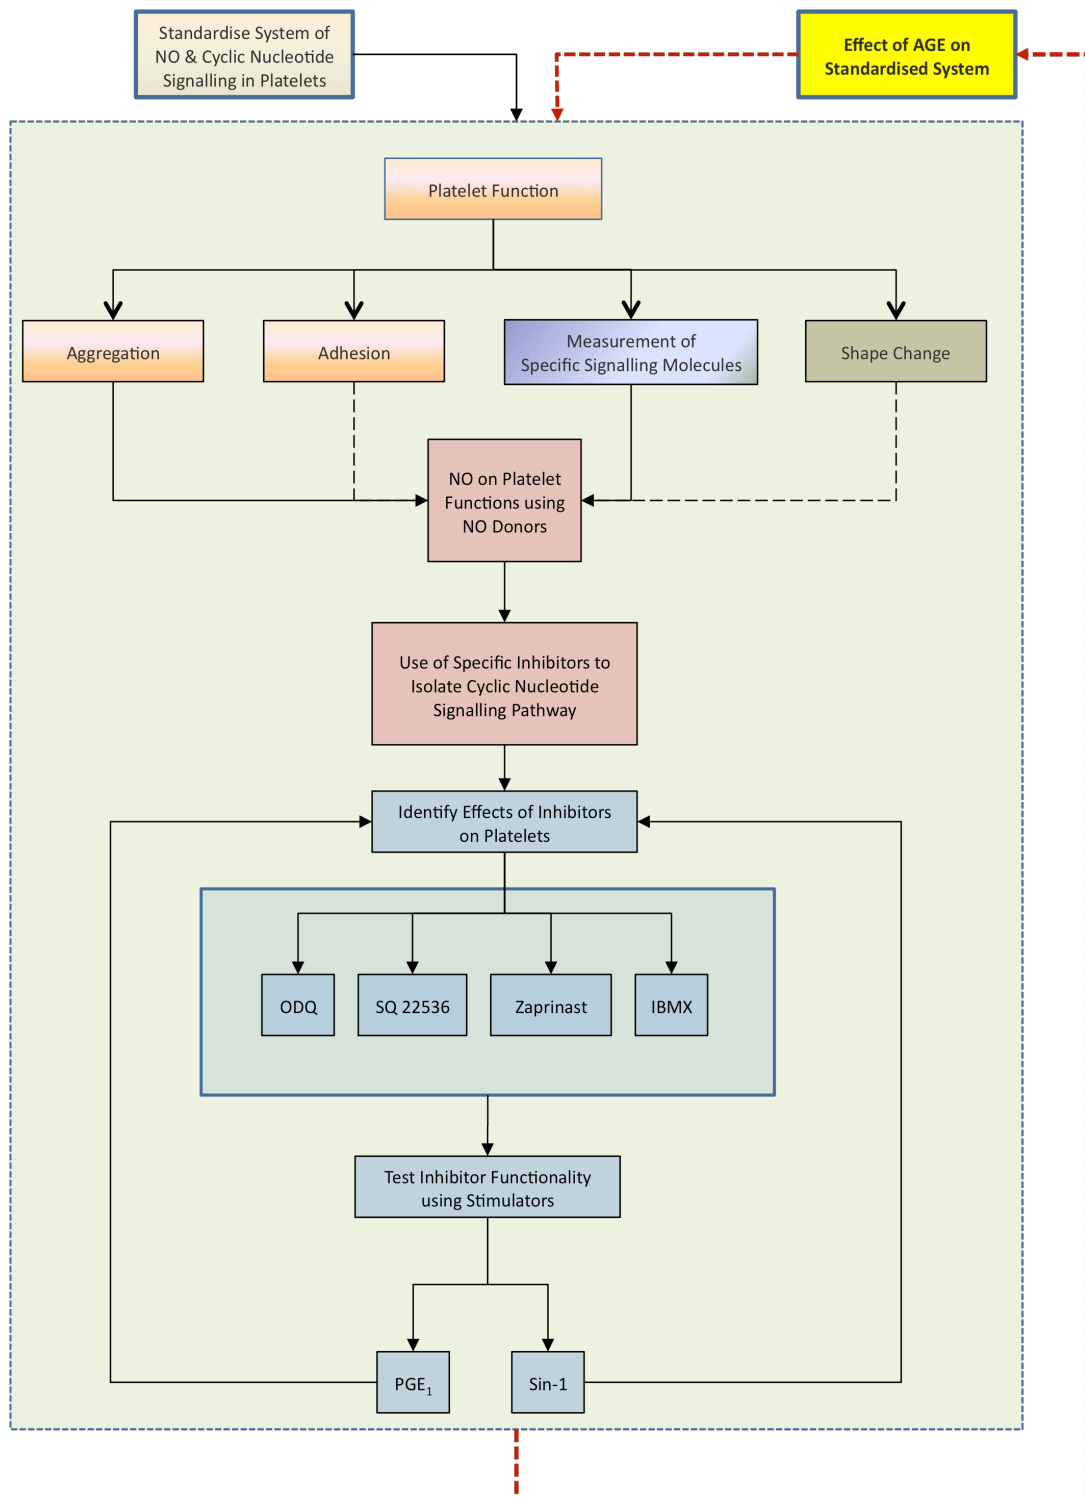 Standardise System of
NO & Cyclic Nucleotide
Signalling in Platelets
Effect of AGE on
Standardised System
Platelet Function
Aggregation
Adhesion
Measurement of
Specific Signalling Molecules
Shape Change
NO on Platelet
Functions using
NO Donors
Use of Specific Inhibitors to
Isolate Cyclic Nucleotide
Signalling Pathway
Identify Effects of Inhibitors
on Platelets
ODQ
SQ 22536
Zaprinast
IBMX
Test Inhibitor Functionality
using Stimulators
PGE₁
Sin-1